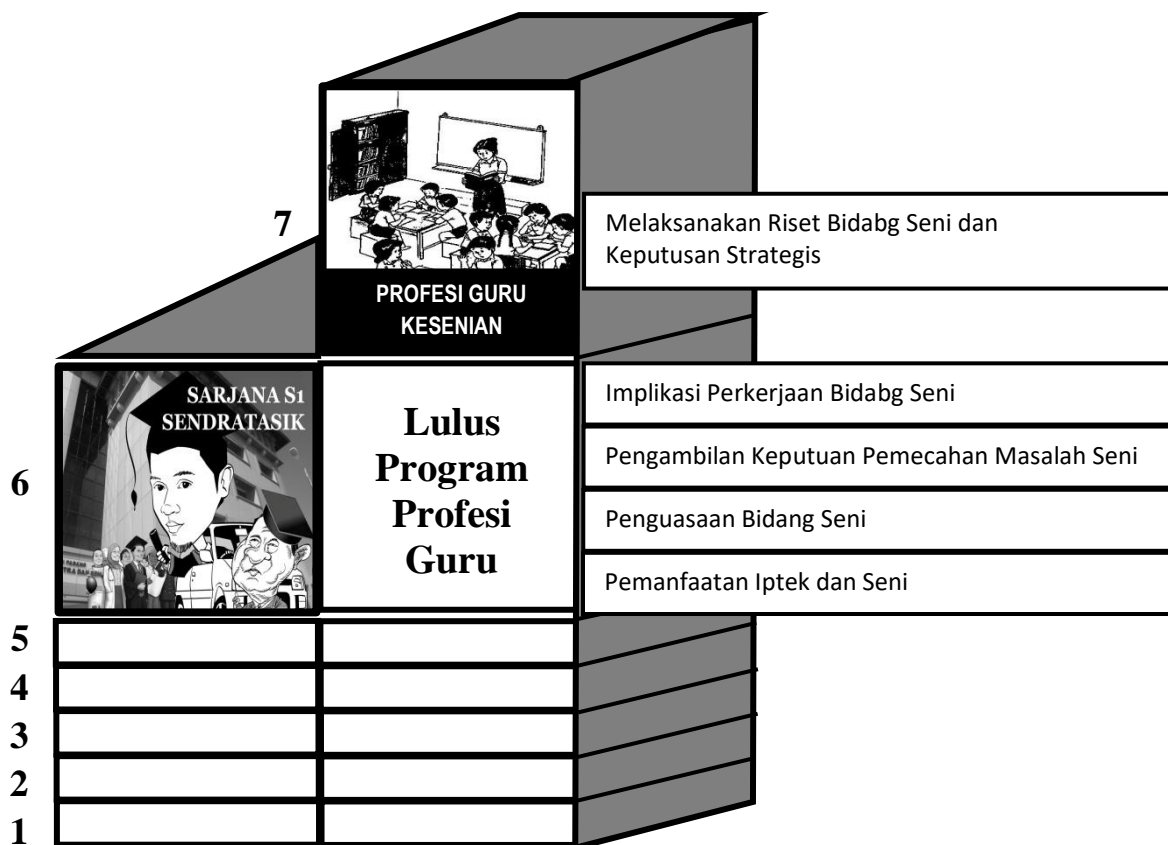 7
PROFESI GURU
KESENIAN
Melaksanakan Riset Bidabg Seni dan
Keputusan Strategis
6
SARJANA S1
SENDRATASIK
Lulus
Program
Profesi
Guru
Implikasi Perkerjaan Bidabg Seni
Pengambilan Keputuan Pemecahan Masalah Seni
Penguasaan Bidang Seni
Pemanfaatan Iptek dan Seni
5
4
3
2
1